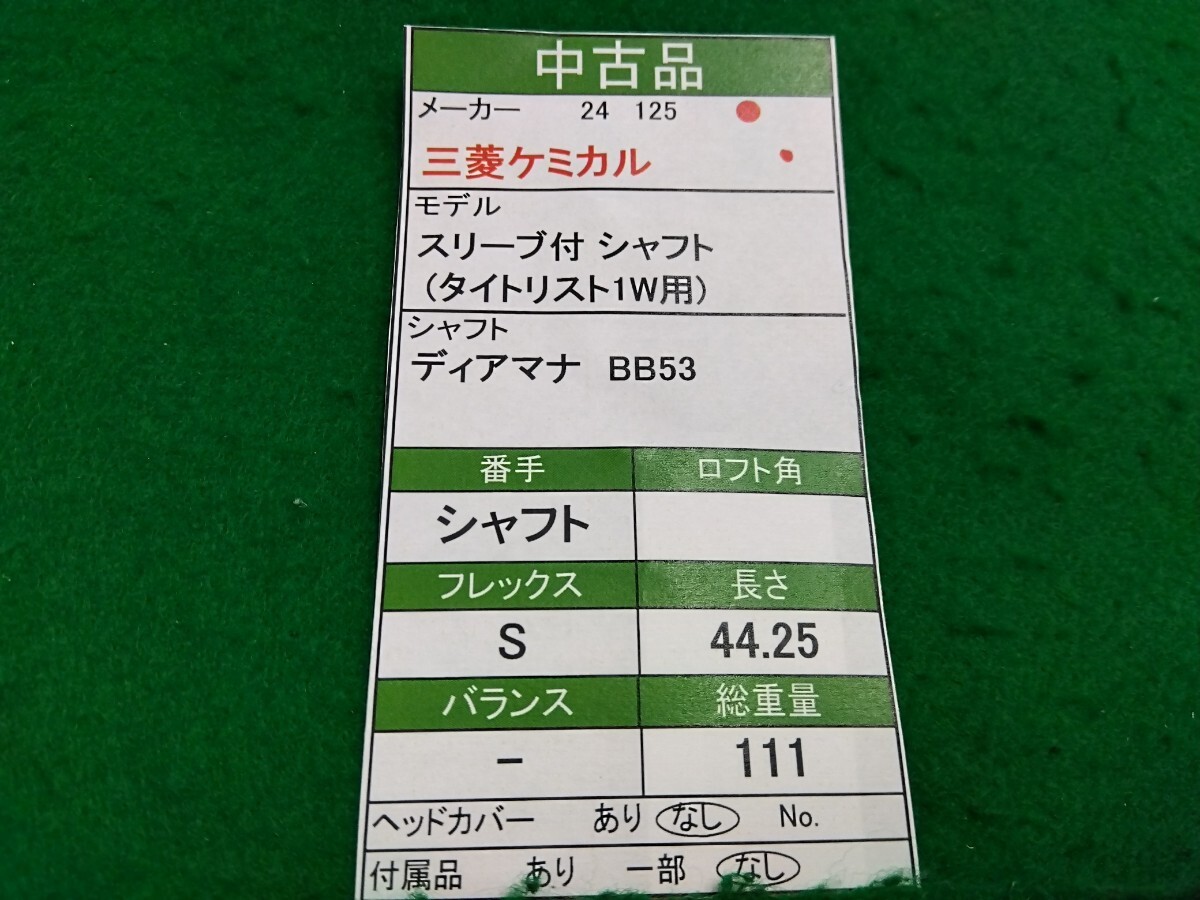 中古品
メーカー 24 125
三菱ケミカル
モデル
スリーブ付 シャフト
（タイトリスト1W用）
シャフト
ディアマナ BB53
番手 ロフト角
シャフト
フレックス 長さ
S 44.25
バランス 総重量
- 111
ヘッドカバー あり なし No.
付属品 あり 一部 なし